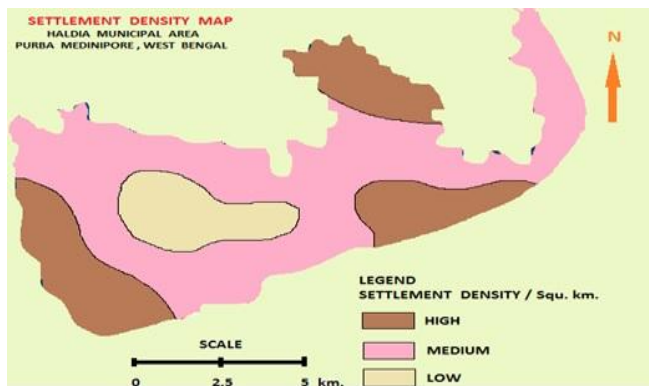 SETTLEMENT DENSITY MAP
HALDIA MUNICIPAL AREA
PURBA MEDINIPORE, WEST BENGAL
N
LEGEND
SETTLEMENT DENSITY / Squ. km.
HIGH
MEDIUM
LOW
SCALE
0 2.5 5 km.